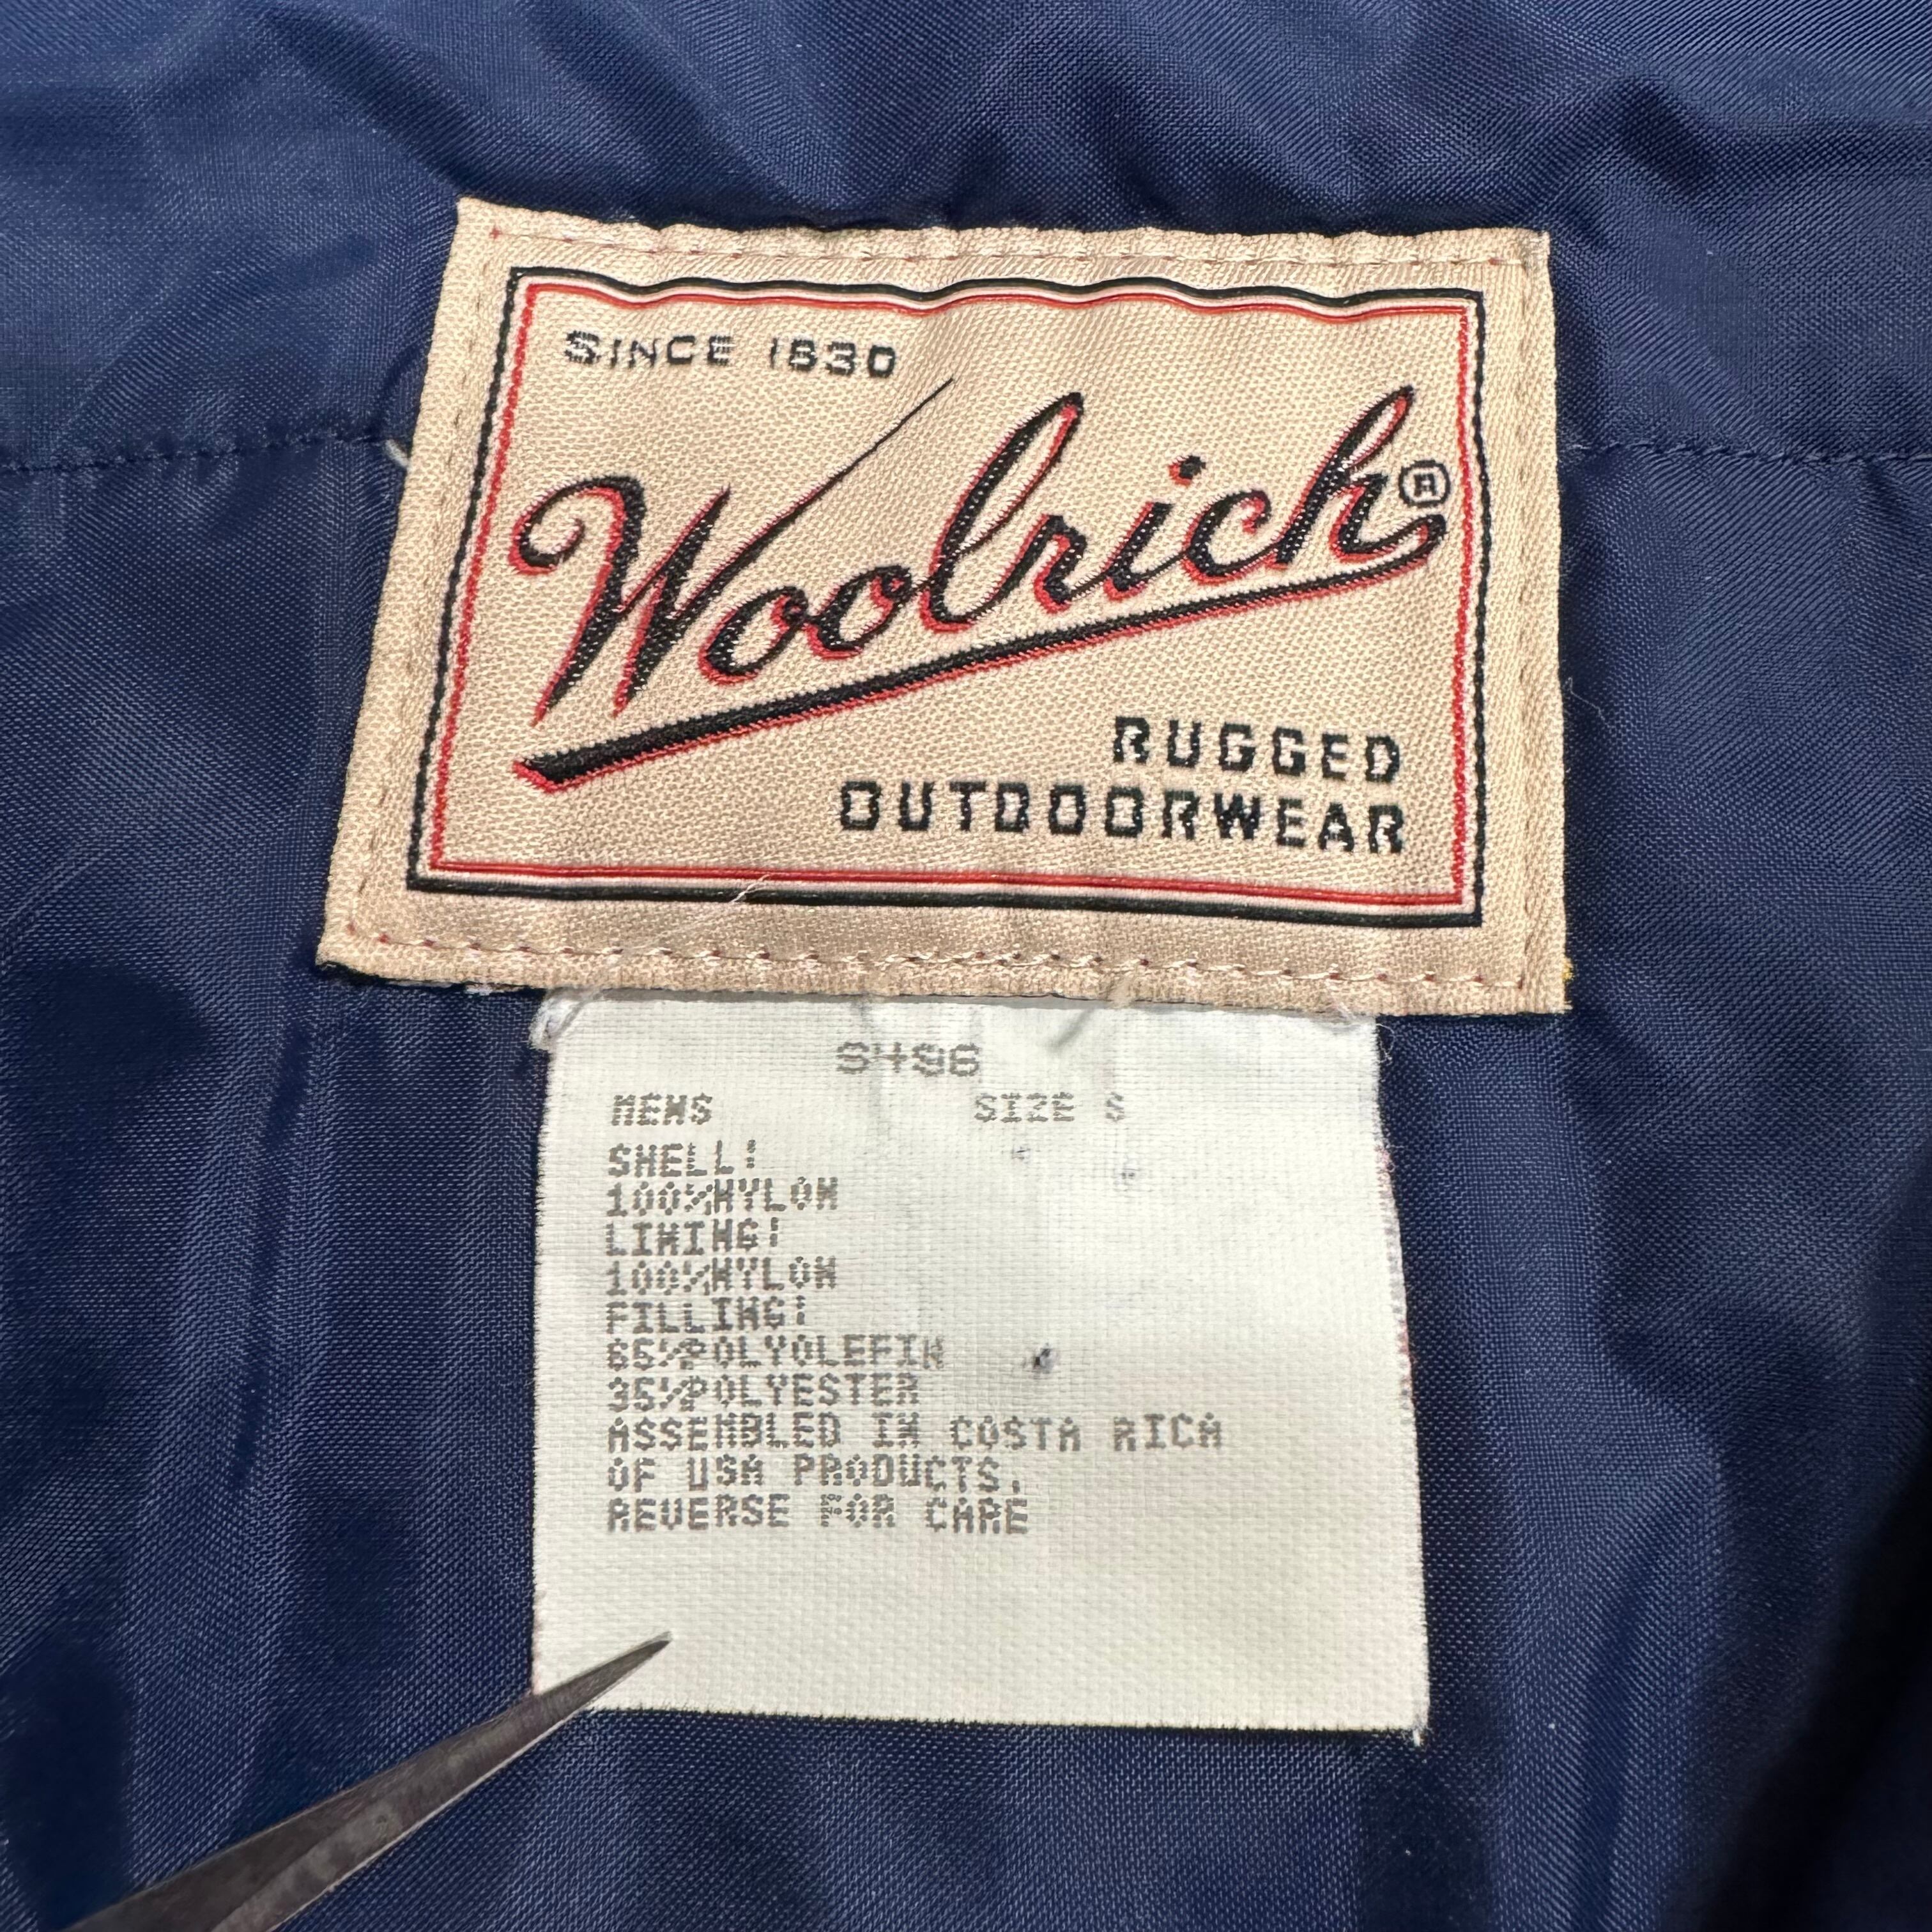 SINCE 1830
Woolrich®
RUGGED
OUTDOORWEAR
S496
MENS SIZE S
SHELL:
100%NYLON
LINING:
100%NYLON
FILLING:
65%POLYOLEFIN
35%POLYESTER
ASSEMBLED IN COSTA RICA
OF USA PRODUCTS.
REVERSE FOR CARE